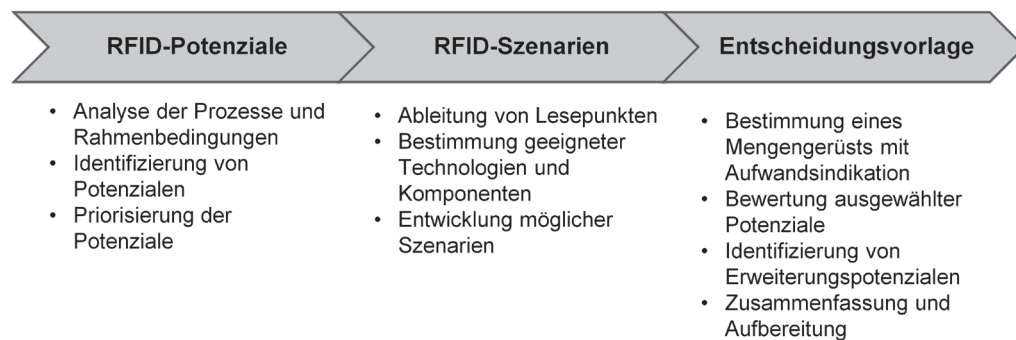 RFID-Potenziale
• Analyse der Prozesse und
Rahmenbedingungen
• Identifizierung von
Potenzialen
• Priorisierung der
Potenziale
RFID-Szenarien
• Ableitung von Lesepunkten
• Bestimmung geeigneter
Technologien und
Komponenten
• Entwicklung möglicher
Szenarien
Entscheidungsvorlage
• Bestimmung eines
Mengengerüsts mit
Aufwandsindikation
• Bewertung ausgewählter
Potenziale
• Identifizierung von
Erweiterungspotenzialen
• Zusammenfassung und
Aufbereitung